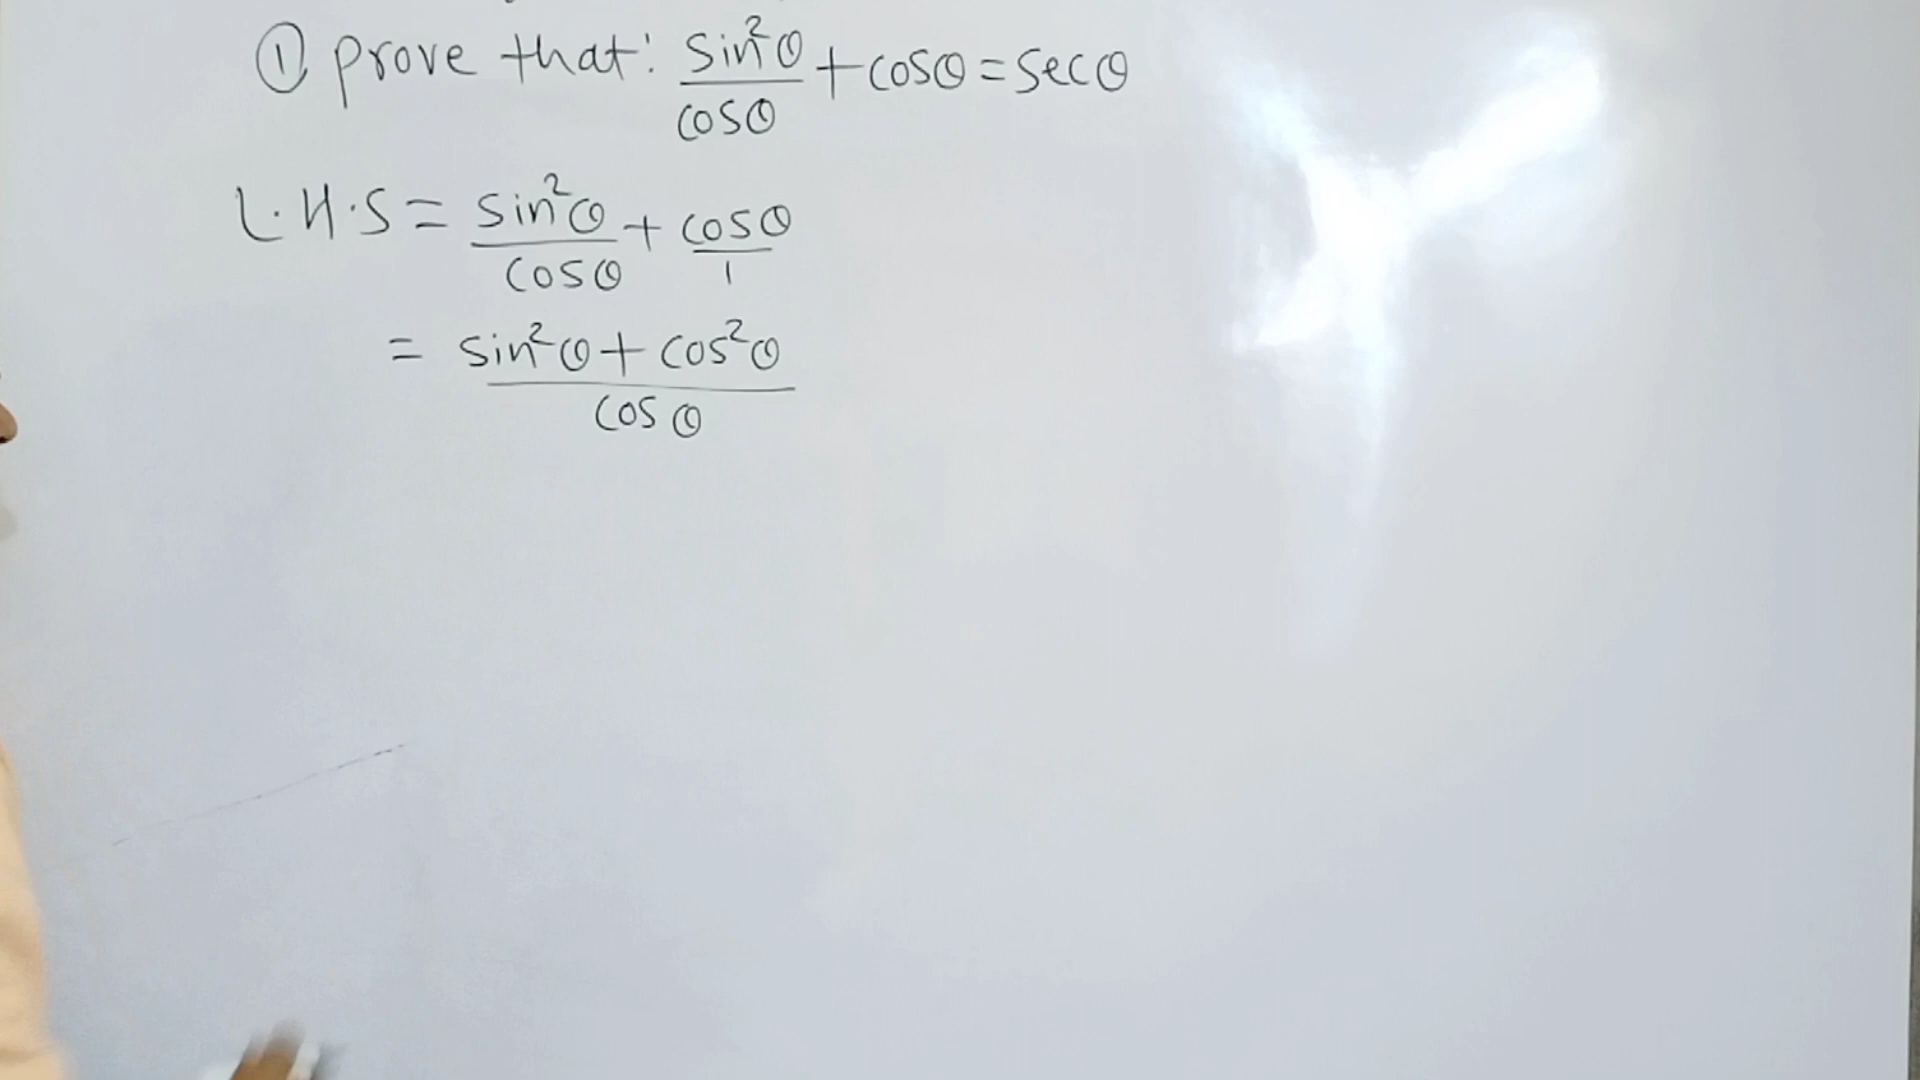 ① prove that: sin²θ/cosθ + cosθ = secθ
L.H.S = sin²θ/cosθ + cosθ/1
= sin²θ + cos²θ/cosθ